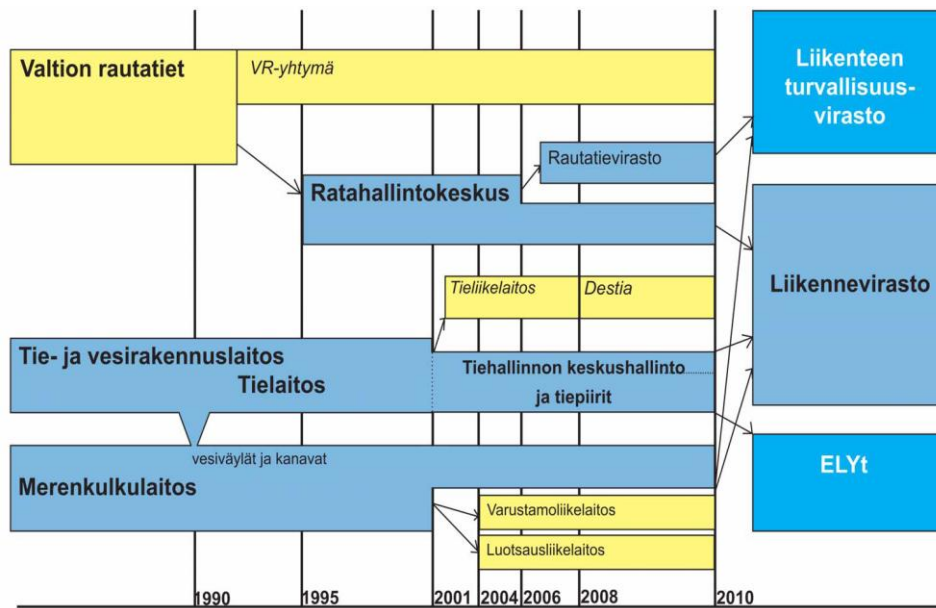 Valtion rautatiet
VR-yhtymä
Liikenteen
turvallisuus-
virasto
Rautatievirasto
Ratahallintokeskus
Tieliikelaitos
Destia
Liikennevirasto
Tie- ja vesirakennuslaitos
Tielaitos
Tiehallinnon keskushallinto
ja tiepiirit
vesiväylät ja kanavat
Merenkulkulaitos
ELYt
Varustamoliikelaitos
Luotsausliikelaitos
1990
1995
2001
2004
2006
2008
2010